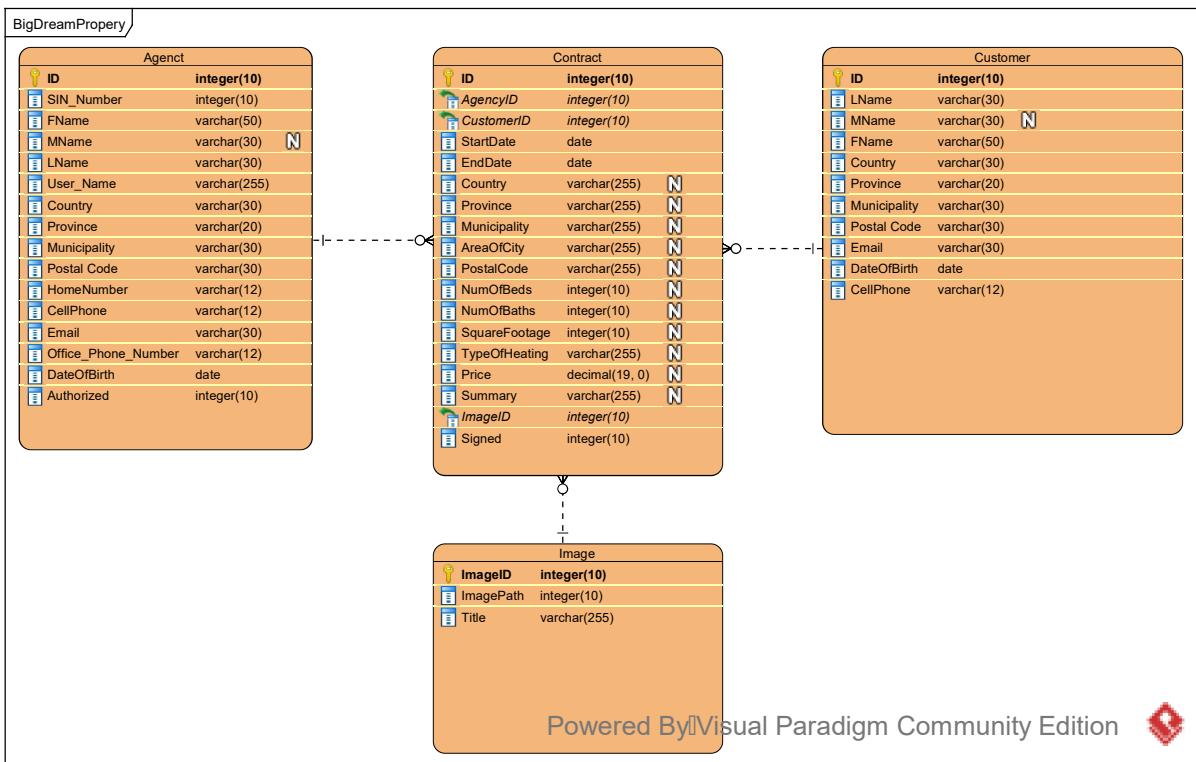 BigDreamPropery
Agenct
ID integer(10)
SIN_Number integer(10)
FName varchar(50)
MName varchar(30) N
LName varchar(30)
User_Name varchar(255)
Country varchar(30)
Province varchar(20)
Municipality varchar(30)
Postal Code varchar(30)
HomeNumber varchar(12)
CellPhone varchar(12)
Email varchar(30)
Office_Phone_Number varchar(12)
DateOfBirth date
Authorized integer(10)
Contract
ID integer(10)
AgencyID integer(10)
CustomerID integer(10)
StartDate date
EndDate date
Country varchar(255) N
Province varchar(255) N
Municipality varchar(255) N
AreaOfCity varchar(255) N
PostalCode varchar(255) N
NumOfBeds integer(10) N
NumOfBaths integer(10) N
SquareFootage integer(10) N
TypeOfHeating varchar(255) N
Price decimal(19, 0) N
Summary varchar(255) N
ImageID integer(10)
Signed integer(10)
Customer
ID integer(10)
LName varchar(30)
MName varchar(30) N
FName varchar(50)
Country varchar(30)
Province varchar(20)
Municipality varchar(30)
Postal Code varchar(30)
Email varchar(30)
DateOfBirth date
CellPhone varchar(12)
Image
ImageID integer(10)
ImagePath integer(10)
Title varchar(255)
Powered By Visual Paradigm Community Edition